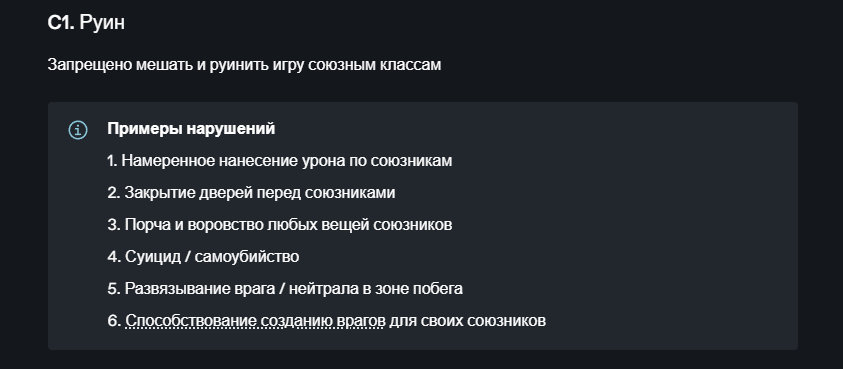 C1. Руин
Запрещено мешать и руинить игру союзным классам
Примеры нарушений
1. Намеренное нанесение урона по союзникам
2. Закрытие дверей перед союзниками
3. Порча и воровство любых вещей союзников
4. Суицид / самоубийство
5. Развязывание врага / нейтрала в зоне побега
6. Способствование созданию врагов для своих союзников